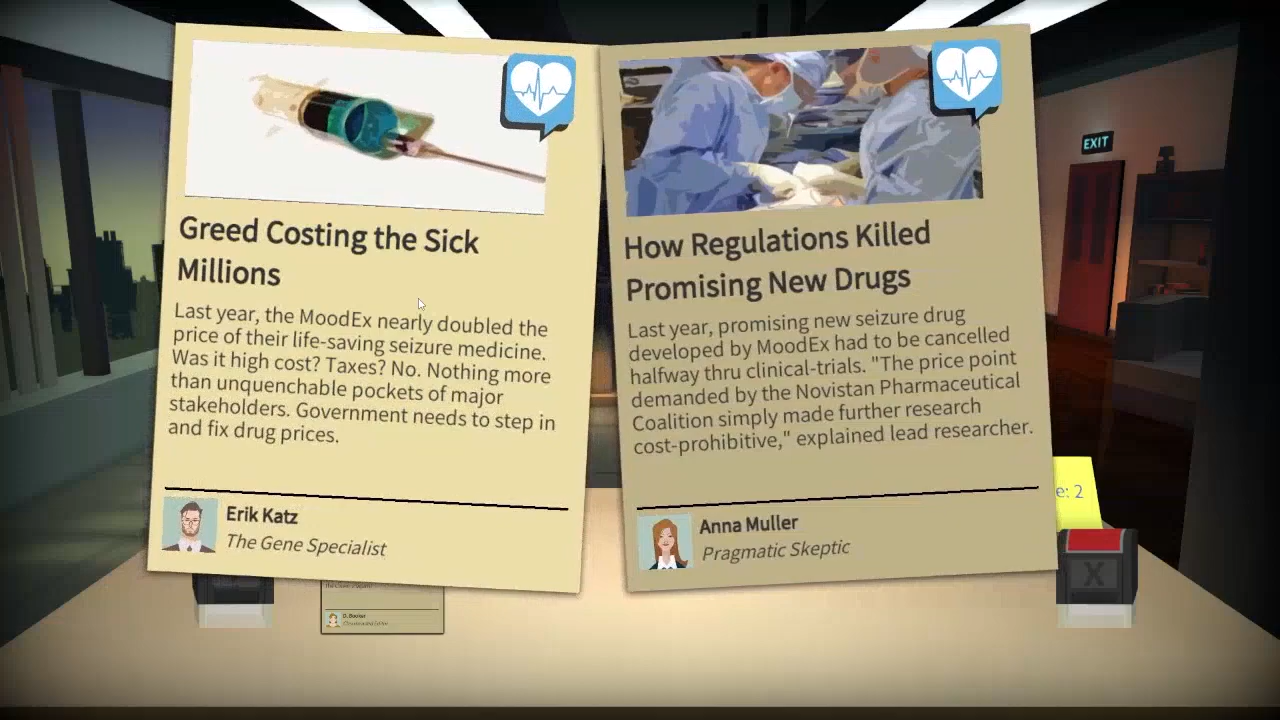 Greed Costing the Sick
Millions
Last year, the MoodEx nearly doubled the
price of their life-saving seizure medicine.
Was it high cost? Taxes? No. Nothing more
than unquenchable pockets of major
stakeholders. Government needs to step in
and fix drug prices.
Erik Katz
The Gene Specialist
How Regulations Killed
Promising New Drugs
Last year, promising new seizure drug
developed by MoodEx had to be cancelled
halfway thru clinical-trials. "The price point
demanded by the Novistan Pharmaceutical
Coalition simply made further research
cost-prohibitive," explained lead researcher.
Anna Muller
Pragmatic Skeptic
EXIT
e: 2
X